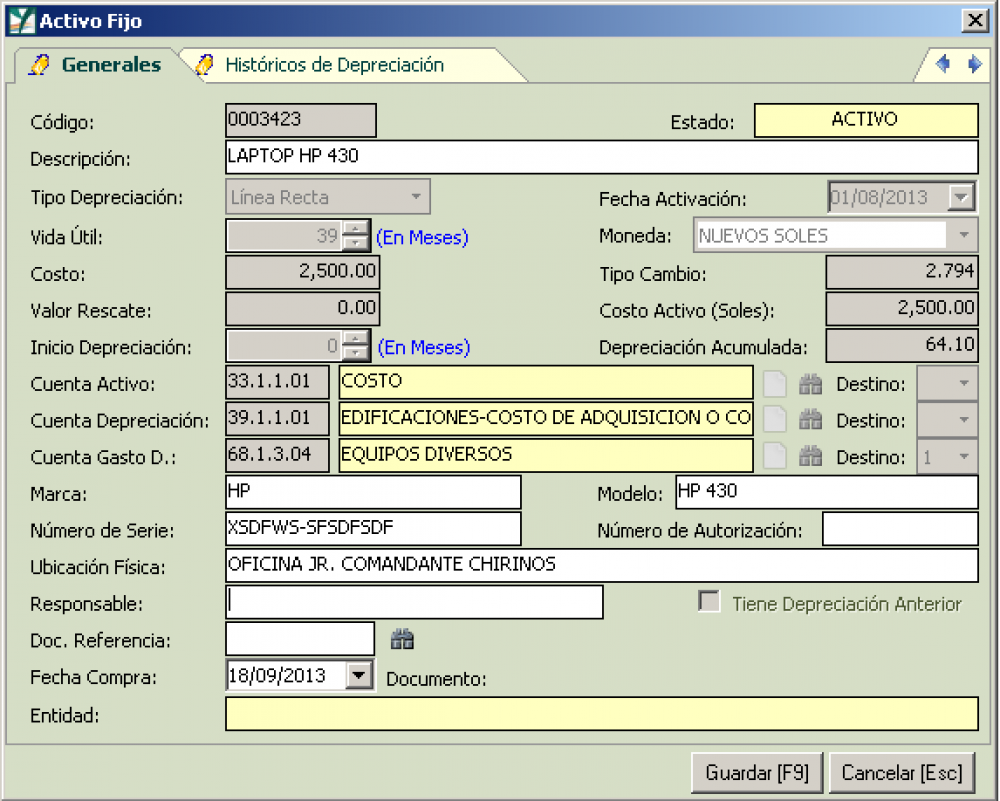 Activo Fijo
Generales Históricos de Depreciación
Código: 0003423 Estado: ACTIVO
Descripción: LAPTOP HP 430
Tipo Depreciación: Línea Recta Fecha Activación: 01/08/2013
Vida Útil: 39 (En Meses) Moneda: NUEVOS SOLES
Costo: 2,500.00 Tipo Cambio: 2.794
Valor Rescate: 0.00 Costo Activo (Soles): 2,500.00
Inicio Depreciación: 0 (En Meses) Depreciación Acumulada: 64.10
Cuenta Activo: 33.1.1.01 COSTO Destino:
Cuenta Depreciación: 39.1.1.01 EDIFICACIONES-COSTO DE ADQUISICION O CO Destino:
Cuenta Gasto D.: 68.1.3.04 EQUIPOS DIVERSOS Destino: 1
Marca: HP Modelo: HP 430
Número de Serie: XSDFWS-SFSDFSDF Número de Autorización:
Ubicación Física: OFICINA JR. COMANDANTE CHIRINOS
Responsable: Tiene Depreciación Anterior
Doc. Referencia:
Fecha Compra: 18/09/2013 Documento:
Entidad:
Guardar [F9] Cancelar [Esc]